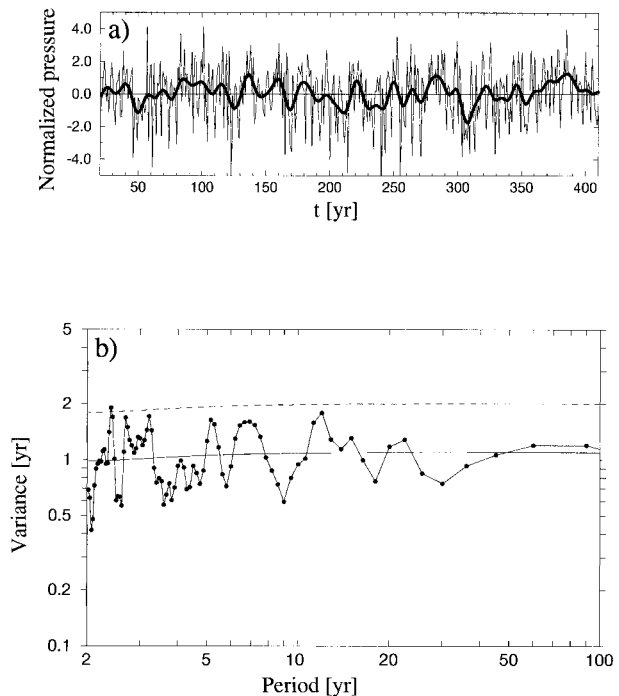 a)
Normalized pressure
4.0
2.0
0.0
-2.0
-4.0
50 100 150 200 250 300 350 400
t [yr]
b)
Variance [yr]
5
2
1
0.5
0.2
0.1
2 5 10 20 50 100
Period [yr]